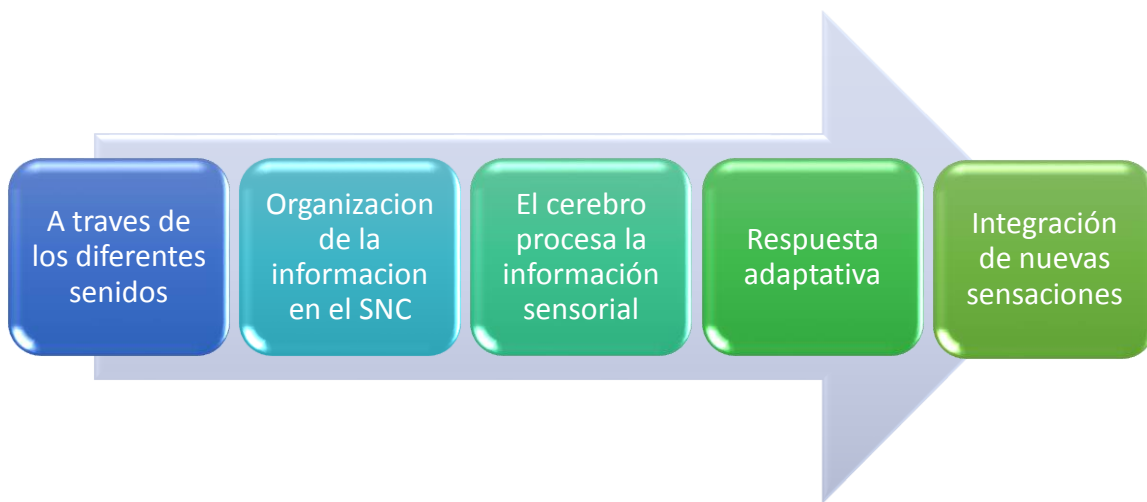 A traves de
los diferentes
senidos
Organizacion
de la
informacion
en el SNC
El cerebro
procesa la
información
sensorial
Respuesta
adaptativa
Integración
de nuevas
sensaciones